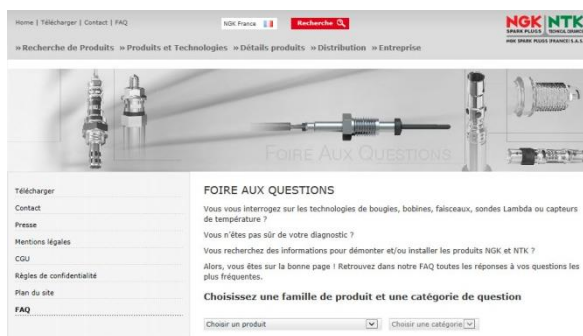 Home | Télécharger | Contact | FAQ
NGK France
Recherche
NGK NTK
SPARK PLUGS
NGK SPARK PLUGS (FRANCE) S.A.S.
» Recherche de Produits » Produits et Technologies » Détails produits » Distribution » Entreprise
FOIRE AUX QUESTIONS
Télécharger
Contact
Presse
Mentions légales
CGU
Règles de confidentialité
Plan du site
FAQ
FOIRE AUX QUESTIONS
Vous vous interrogez sur les technologies de bougies, bobines, faisceaux, sondes Lambda ou capteurs
de température ?
Vous n'êtes pas sûr de votre diagnostic ?
Vous recherchez des informations pour démonter et/ou installer les produits NGK et NTK ?
Alors, vous êtes sur la bonne page ! Retrouvez dans notre FAQ toutes les réponses à vos questions les
plus fréquentes.
Choisissez une famille de produit et une catégorie de question
Choisir un produit
Choisir une catégorie